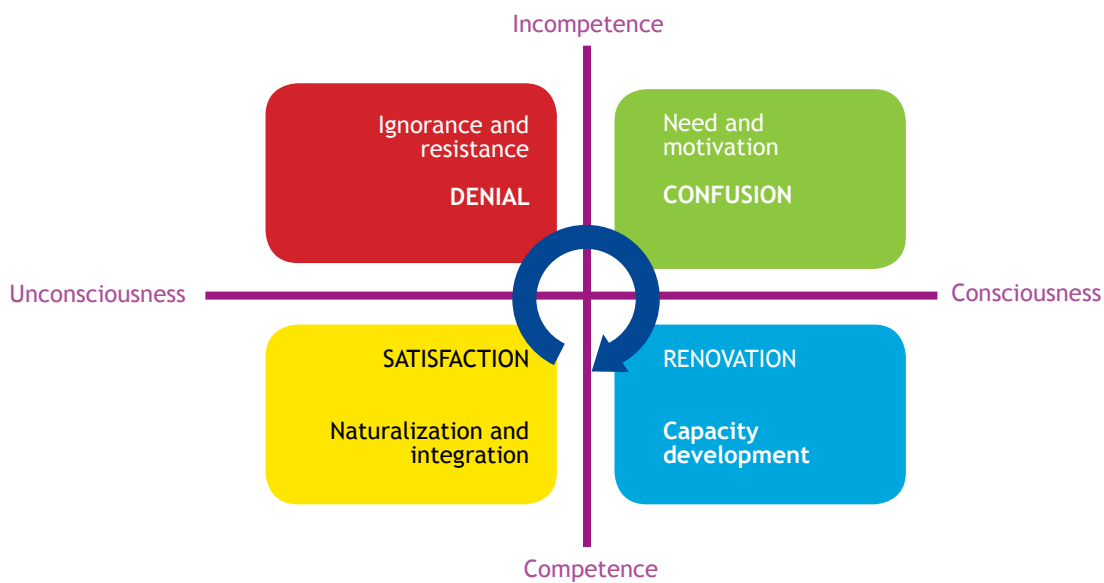 Incompetence
Ignorance and
resistance
DENIAL
Need and
motivation
CONFUSION
Unconsciousness
Consciousness
SATISFACTION
Naturalization and
integration
RENOVATION
Capacity
development
Competence